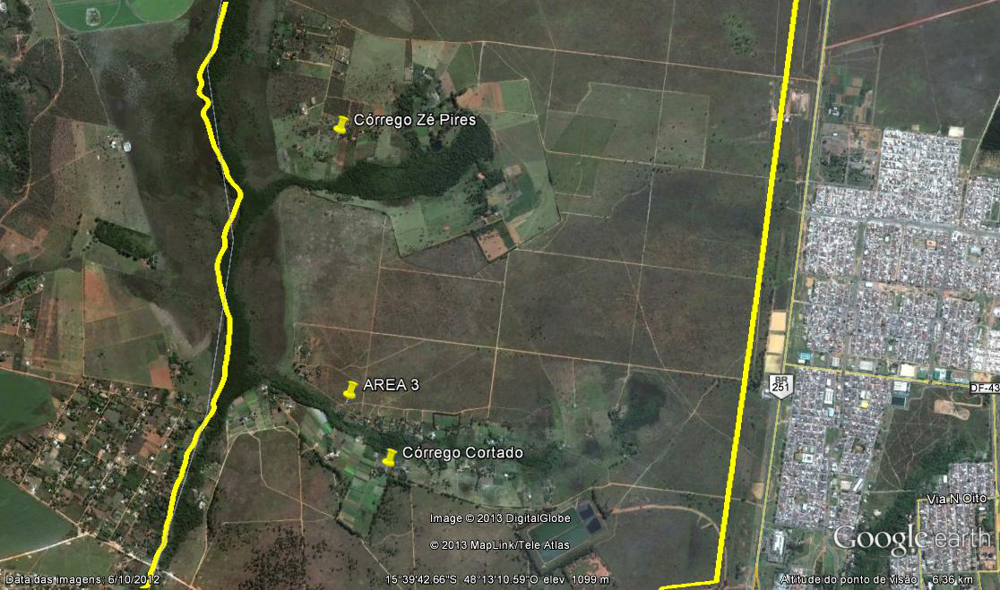 Córrego Zé Pires
AREA 3
BR
251
DF-43
Córrego Cortado
Via N Oito
Image © 2013 DigitalGlobe
© 2013 MapLink/Tele Atlas
Google earth
Data das imagens: 6/10/2012
15°39'42.66"S 48°13'10.59"O elev 1099 m
Altitude do ponto de visão 6.36 km